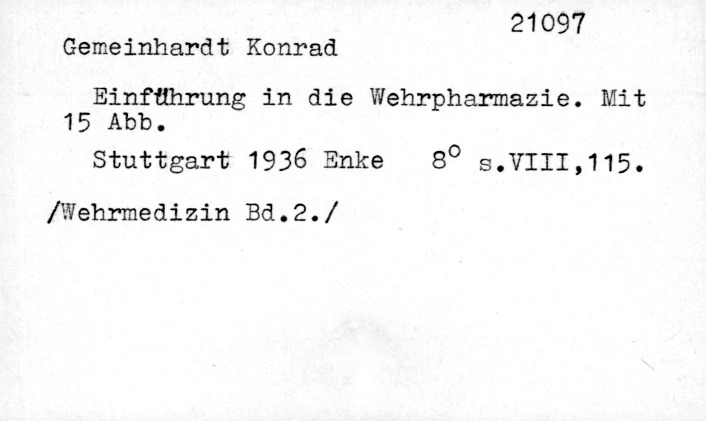 21097
Gemeinhardt Konrad
Einführung in die Wehrpharmazie. Mit
15 Abb.
Stuttgart 1936 Enke 8° s.VIII,115.
/Wehrmedizin Bd.2./